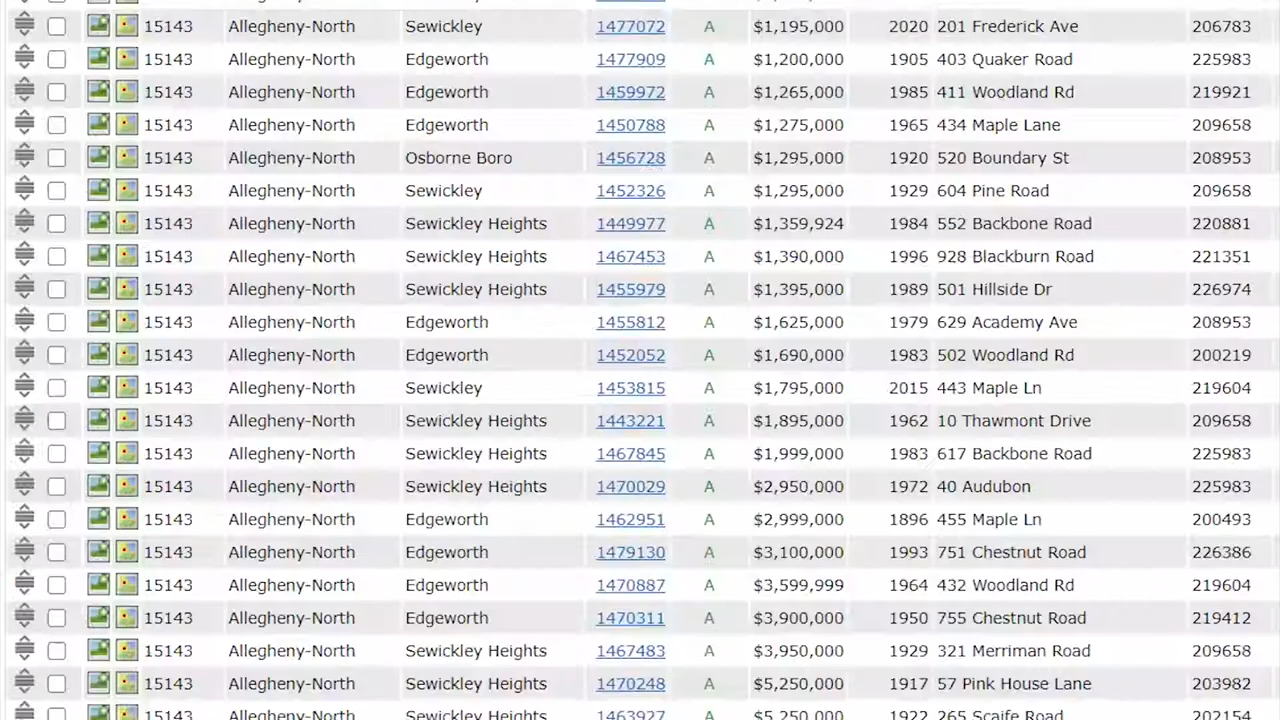 15143 Allegheny-North Sewickley 1477072 A $1,195,000 2020 201 Frederick Ave 206783
15143 Allegheny-North Edgeworth 1477909 A $1,200,000 1905 403 Quaker Road 225983
15143 Allegheny-North Edgeworth 1459972 A $1,265,000 1985 411 Woodland Rd 219921
15143 Allegheny-North Edgeworth 1450788 A $1,275,000 1965 434 Maple Lane 209658
15143 Allegheny-North Osborne Boro 1456728 A $1,295,000 1920 520 Boundary St 208953
15143 Allegheny-North Sewickley 1452326 A $1,295,000 1929 604 Pine Road 209658
15143 Allegheny-North Sewickley Heights 1449977 A $1,359,924 1984 552 Backbone Road 220881
15143 Allegheny-North Sewickley Heights 1467453 A $1,390,000 1996 928 Blackburn Road 221351
15143 Allegheny-North Sewickley Heights 1455979 A $1,395,000 1989 501 Hillside Dr 226974
15143 Allegheny-North Edgeworth 1455812 A $1,625,000 1979 629 Academy Ave 208953
15143 Allegheny-North Edgeworth 1452052 A $1,690,000 1983 502 Woodland Rd 200219
15143 Allegheny-North Sewickley 1453815 A $1,795,000 2015 443 Maple Ln 219604
15143 Allegheny-North Sewickley Heights 1443221 A $1,895,000 1962 10 Thawmont Drive 209658
15143 Allegheny-North Sewickley Heights 1467845 A $1,999,000 1983 617 Backbone Road 225983
15143 Allegheny-North Sewickley Heights 1470029 A $2,950,000 1972 40 Audubon 225983
15143 Allegheny-North Edgeworth 1462951 A $2,999,000 1896 455 Maple Ln 200493
15143 Allegheny-North Edgeworth 1479130 A $3,100,000 1993 751 Chestnut Road 226386
15143 Allegheny-North Edgeworth 1470887 A $3,599,999 1964 432 Woodland Rd 219604
15143 Allegheny-North Edgeworth 1470311 A $3,900,000 1950 755 Chestnut Road 219412
15143 Allegheny-North Sewickley Heights 1467483 A $3,950,000 1929 321 Merriman Road 209658
15143 Allegheny-North Sewickley Heights 1470248 A $5,200,000 1917 57 Pink House Lane 203982
15143 Allegheny-North Sewickley Heights 1463927 A $5,250,000 1922 265 Scaife Road 202154